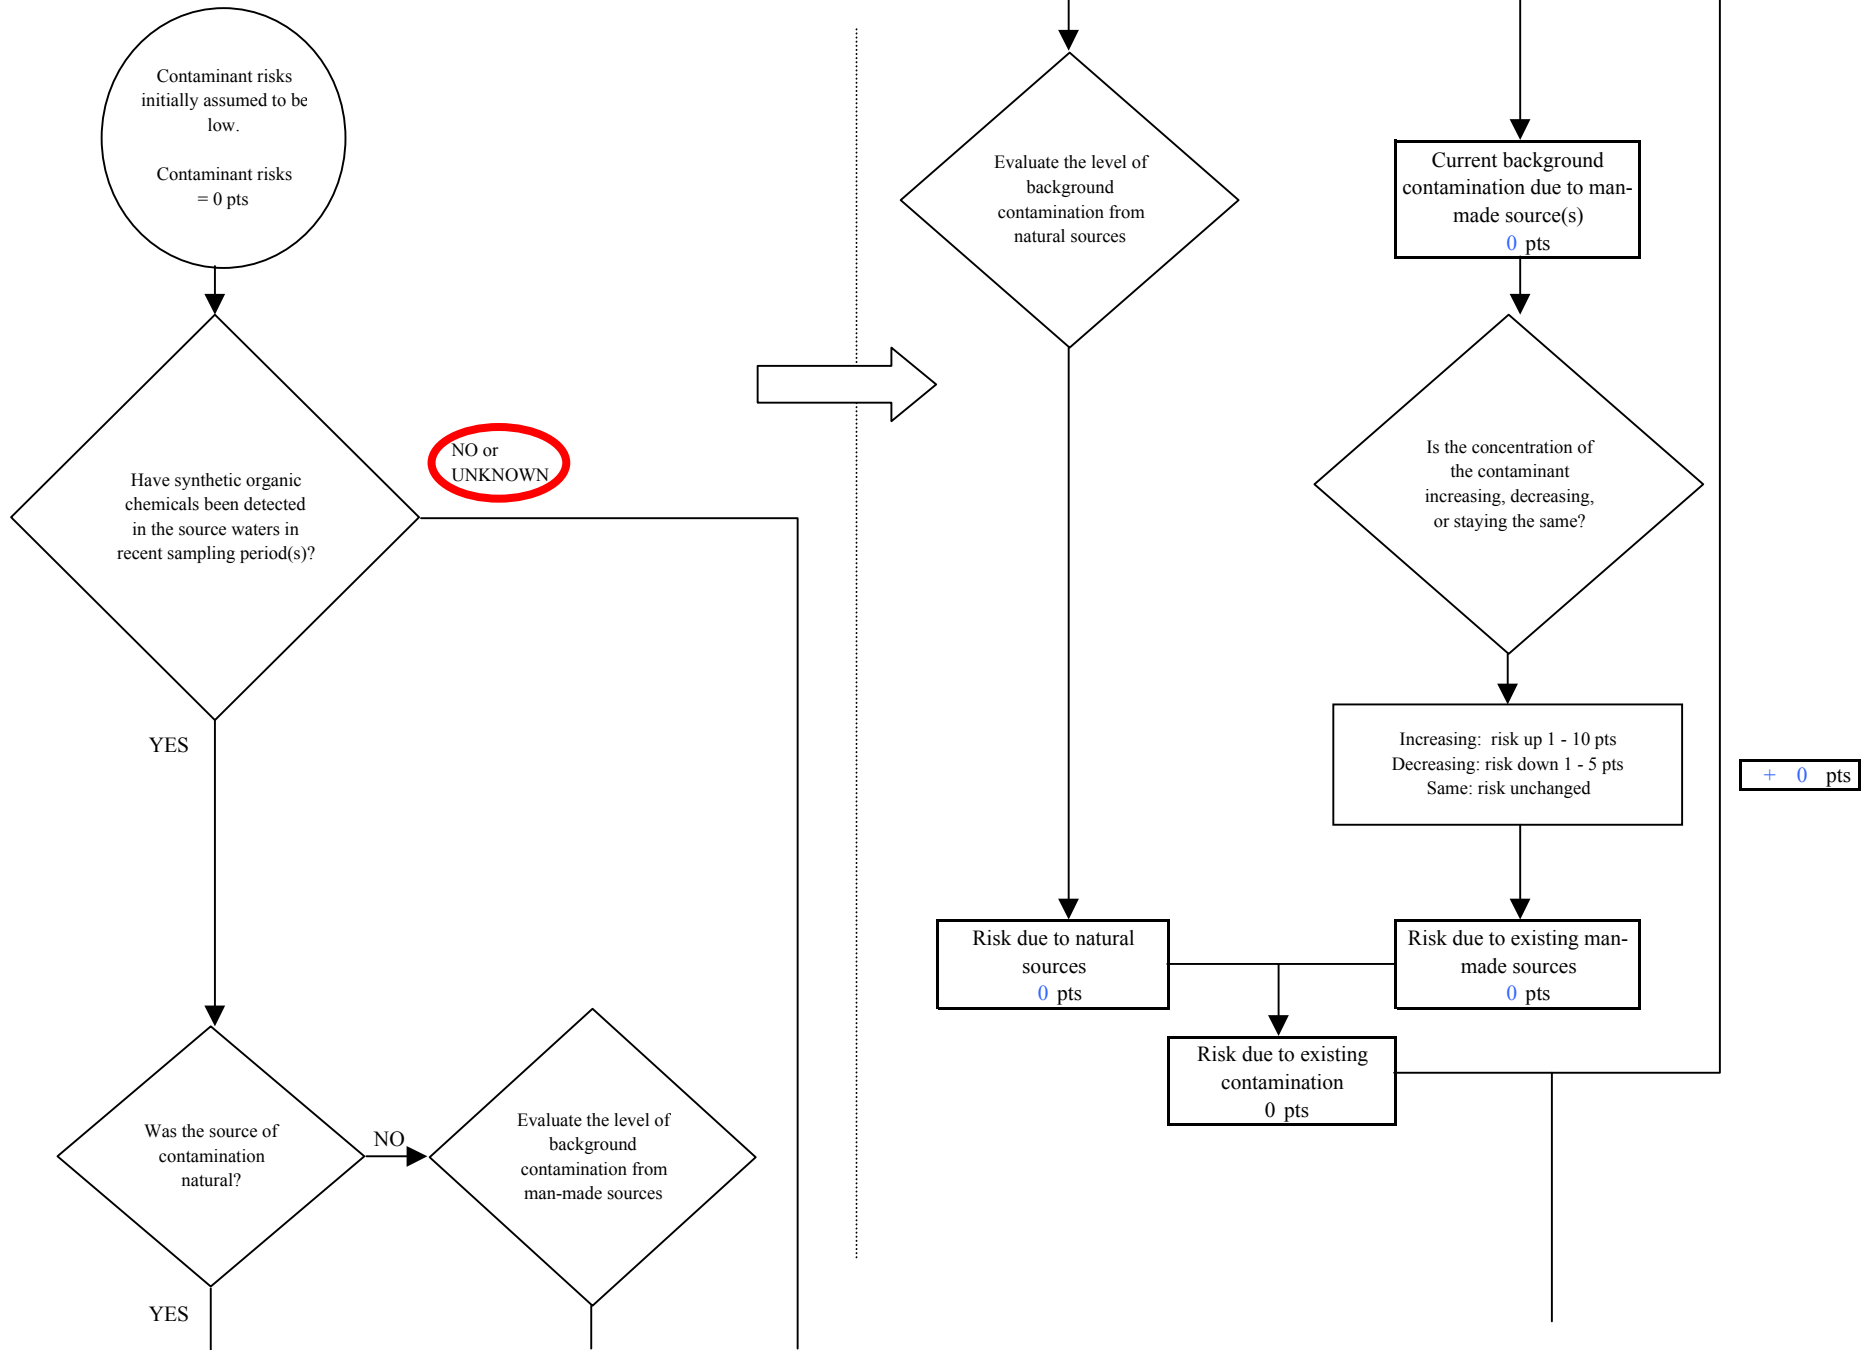 Contaminant risks
initially assumed to be
low.
Contaminant risks
= 0 pts
Have synthetic organic
chemicals been detected
in the source waters in
recent sampling period(s)?
NO or
UNKNOWN
YES
Was the source of
contamination
natural?
NO
Evaluate the level of
background
contamination from
man-made sources
YES
Evaluate the level of
background
contamination from
natural sources
Current background
contamination due to man-
made source(s)
0 pts
Is the concentration of
the contaminant
increasing, decreasing,
or staying the same?
Increasing: risk up 1 - 10 pts
Decreasing: risk down 1 - 5 pts
Same: risk unchanged
+ 0 pts
Risk due to natural
sources
0 pts
Risk due to existing man-
made sources
0 pts
Risk due to existing
contamination
0 pts